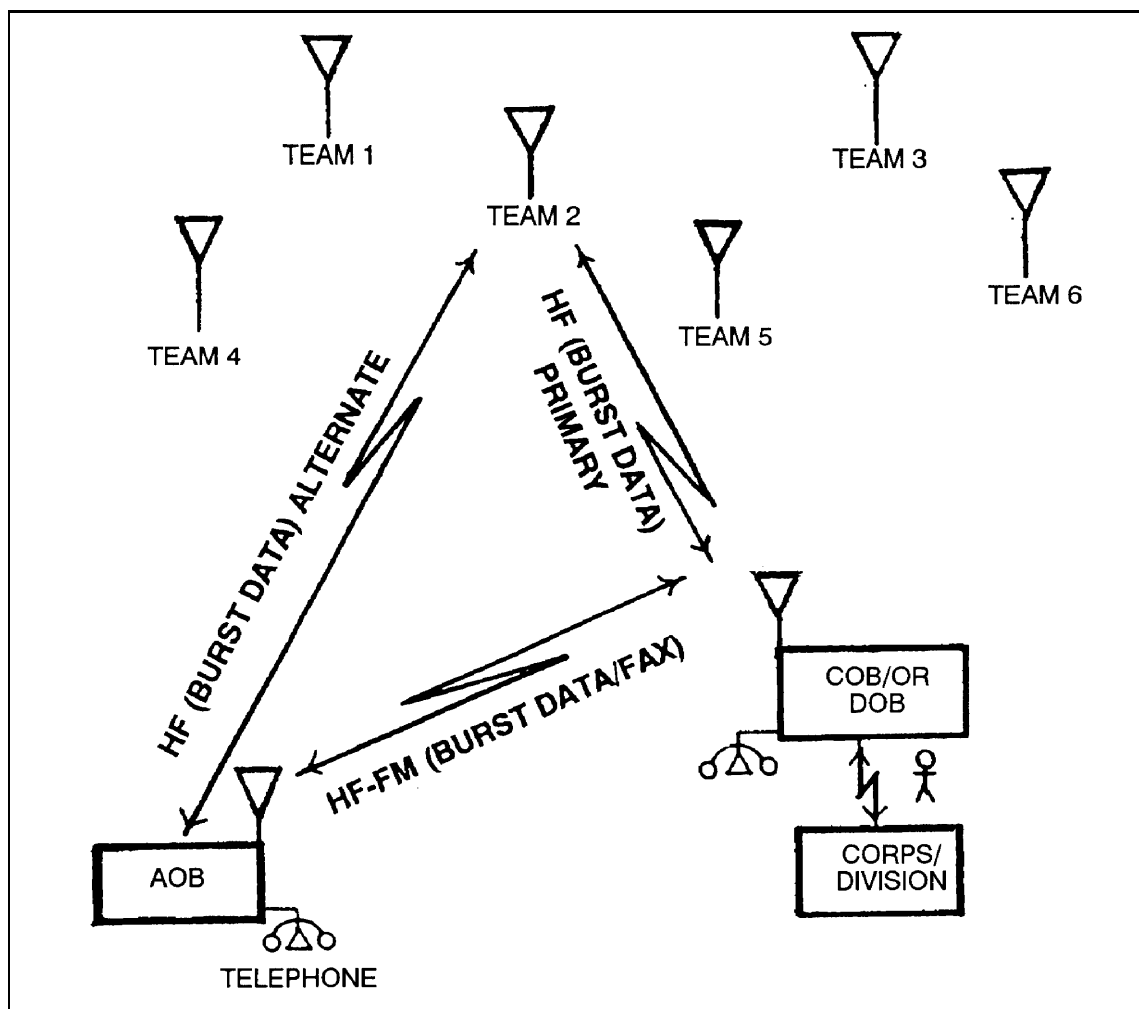 TEAM 1
TEAM 3
TEAM 2
TEAM 6
TEAM 5
TEAM 4
HF (BURST DATA) ALTERNATE
HF (BURST DATA)
PRIMARY
HF-FM (BURST DATA/FAX)
COB/OR
DOB
AOB
CORPS/
DIVISION
TELEPHONE